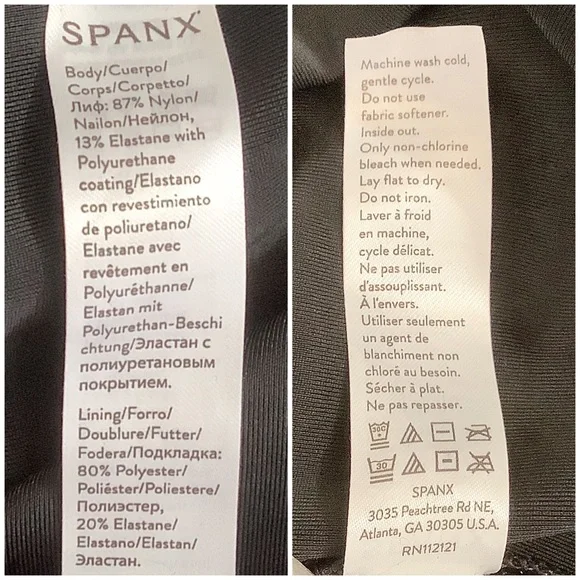 SPANX
Body/Cuerpo/
Corps/Corpetto/
Лиф: 87% Nylon/
Nailon/Нейлон,
13% Elastane with
Polyurethane
coating/Elastano
con revestimiento
de poliuretano/
Elastane avec
revêtement en
Polyuréthanne/
Elastan mit
Polyurethan-Beschi
chtung/Эластан с
полиуретановым
покрытием.
Lining/Forro/
Doublure/Futter/
Fodera/Подкладка:
80% Polyester/
Poliéster/Poliestere/
Полиэстер,
20% Elastane/
Elastano/Elastan/
Эластан.
Machine wash cold,
gentle cycle.
Do not use
fabric softener.
Inside out.
Only non-chlorine
bleach when needed.
Lay flat to dry.
Do not iron.
Laver à froid
en machine,
cycle délicat.
Ne pas utiliser
d'assouplissant.
À l'envers.
Utiliser seulement
un agent de
blanchiment non
chloré au besoin.
Sécher à plat.
Ne pas repasser.
30C
30
SPANX
3035 Peachtree Rd NE,
Atlanta, GA 30305 U.S.A.
RN112121